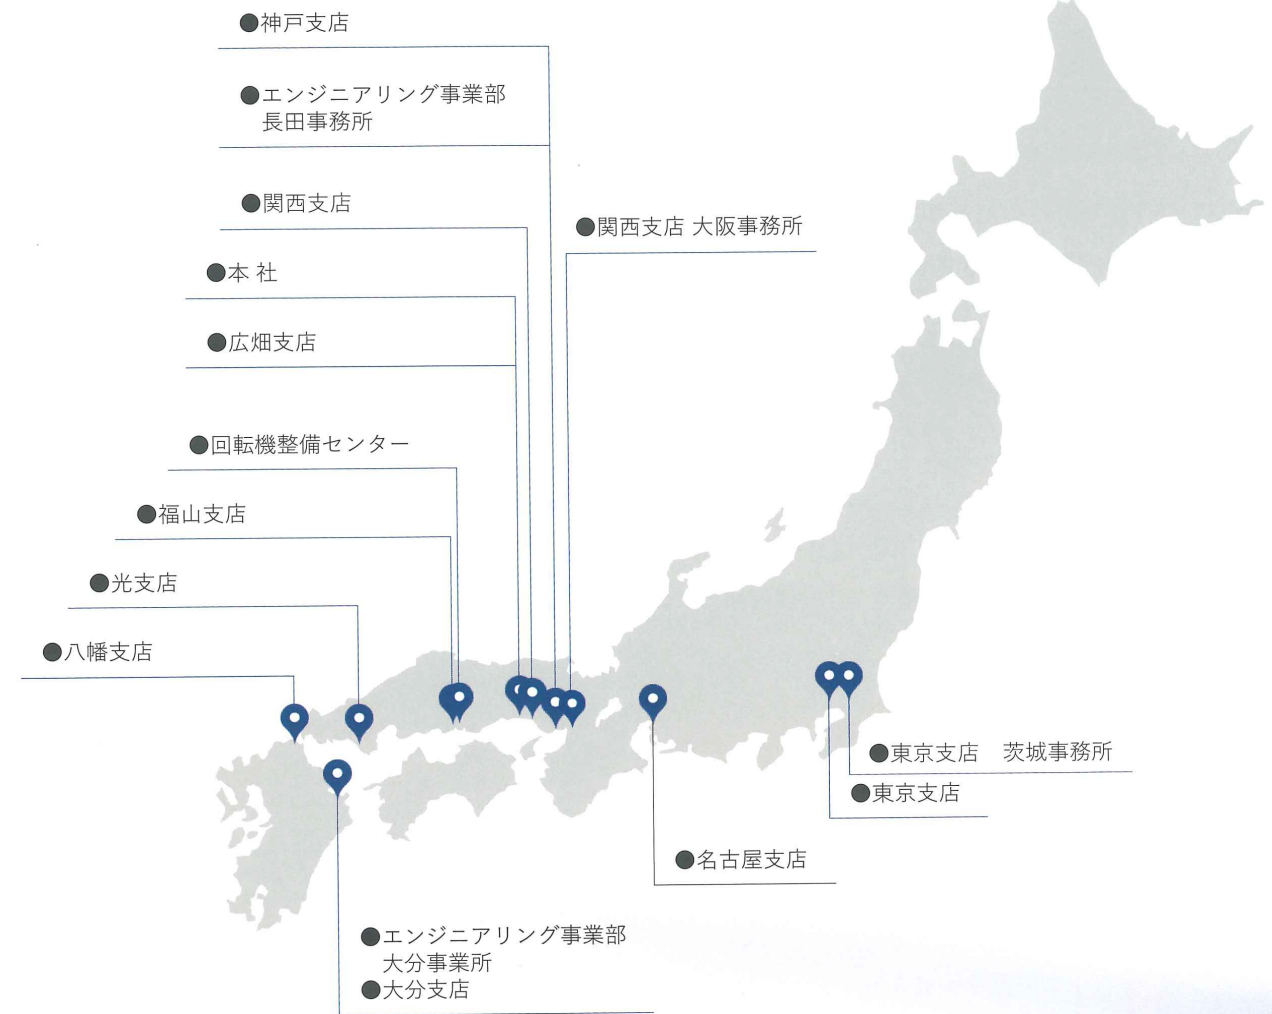 ●神戸支店
●エンジニアリング事業部
長田事務所
●関西支店
●関西支店 大阪事務所
●本 社
●広畑支店
●回転機整備センター
●福山支店
●光支店
●八幡支店
●東京支店　茨城事務所
●東京支店
●名古屋支店
●エンジニアリング事業部
大分事業所
●大分支店